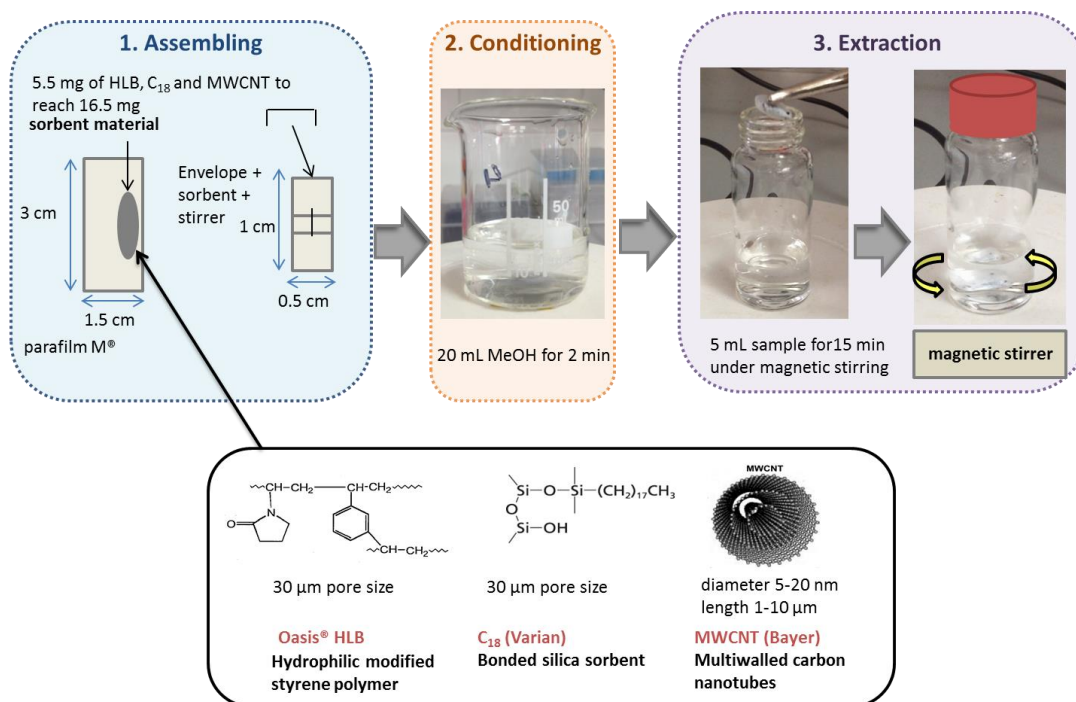 1. Assembling
5.5 mg of HLB, C₁₈ and MWCNT to
reach 16.5 mg
sorbent material
3 cm
1.5 cm
parafilm M®
Envelope +
sorbent +
stirrer
1 cm
0.5 cm
2. Conditioning
50
20 mL MeOH for 2 min
3. Extraction
5 mL sample for15 min
under magnetic stirring
magnetic stirrer
CH—CH₂
CH—CH₂
N
O
CH—CH₂
30 µm pore size
Oasis® HLB
Hydrophilic modified
styrene polymer
Si—O—Si—(CH₂)₁₇CH₃
O
Si—OH
30 µm pore size
C₁₈ (Varian)
Bonded silica sorbent
MWCNT
diameter 5-20 nm
length 1-10 µm
MWCNT (Bayer)
Multiwalled carbon
nanotubes